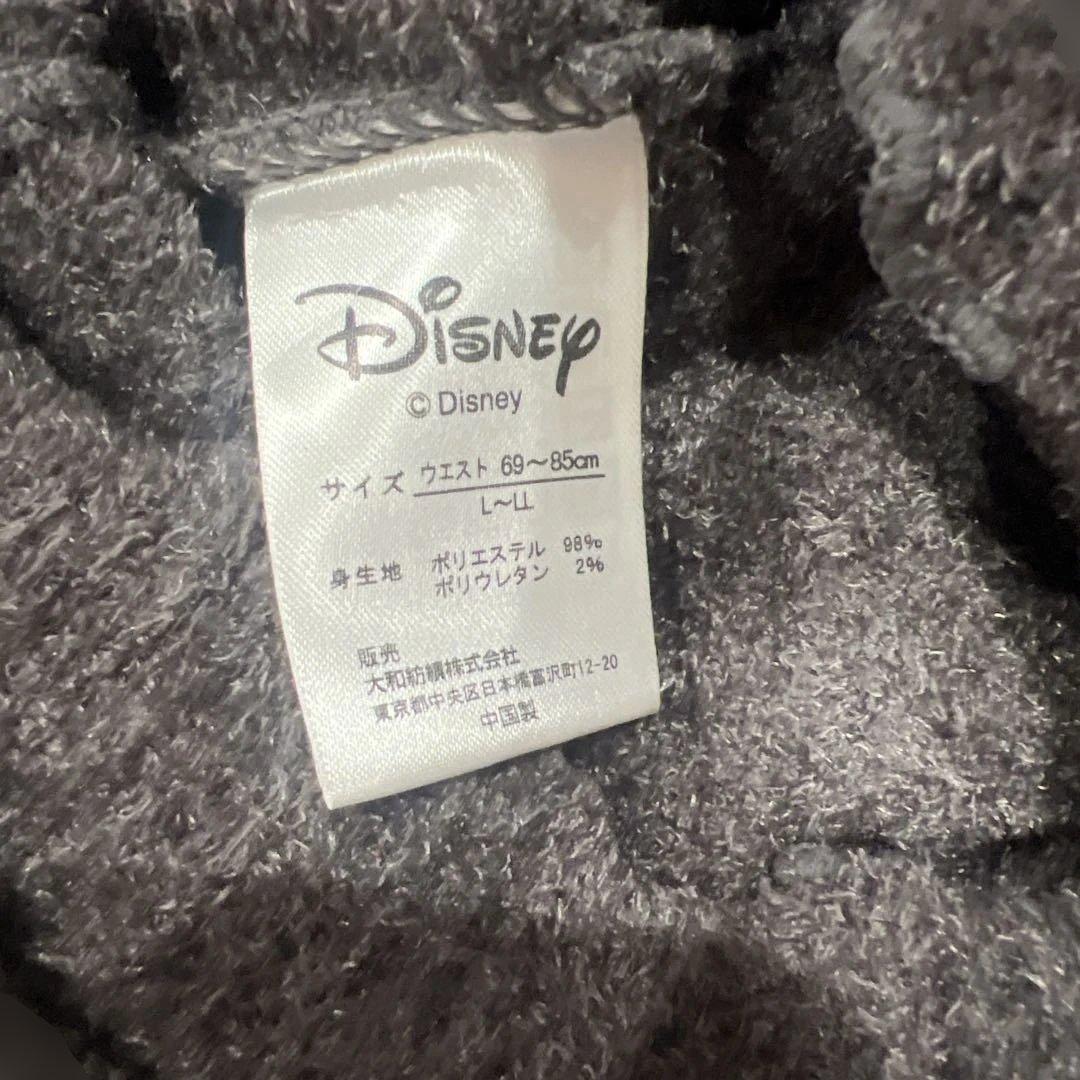 Disney
© Disney
サイズ ウエスト 69～85cm
L～LL
身生地 ポリエステル 98%
ポリウレタン 2%
販売
大和紡績株式会社
東京都中央区日本橋富沢町12-20
中国製